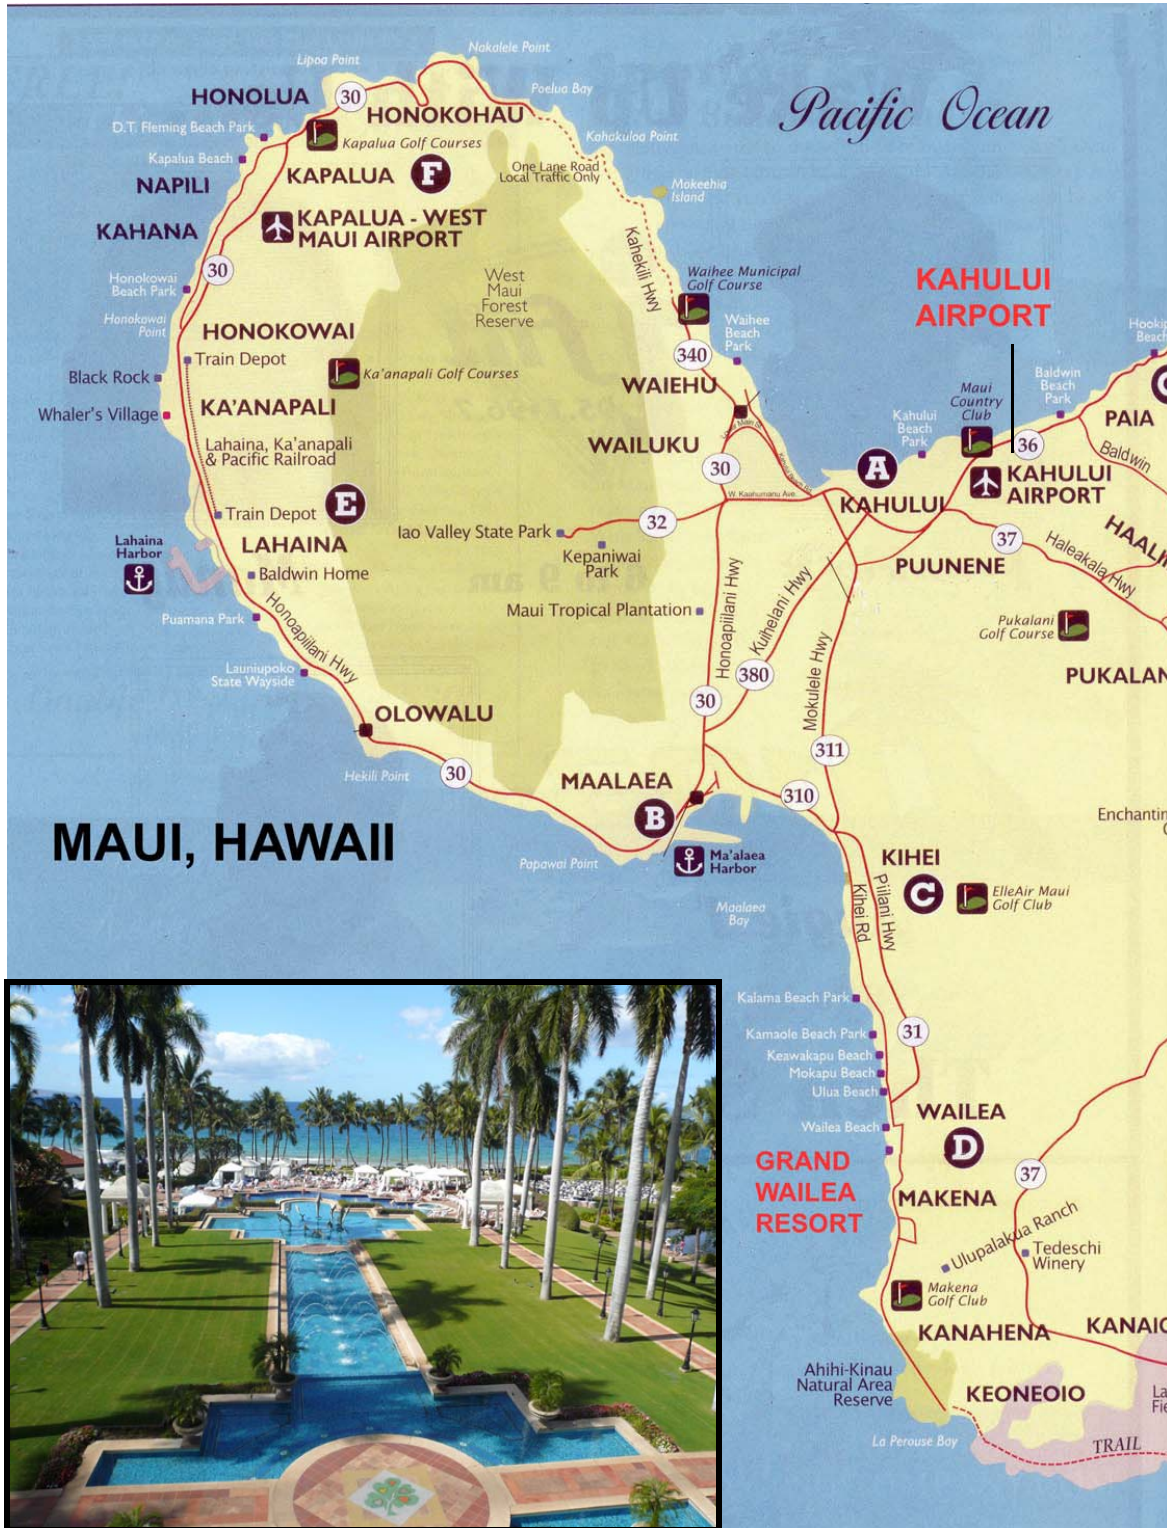 Nakalele Point
Lipoa Point
HONOLUA
30
Poelua Bay
HONOKOHAU
Pacific Ocean
D.T. Fleming Beach Park
Kapalua Golf Courses
Kahakuloa Point
Kapalua Beach
One Lane Road
Local Traffic Only
NAPILI
KAPALUA
F
Mokeehia
Island
KAHANA
KAPALUA - WEST
MAUI AIRPORT
Kahekili Hwy
30
Honokowai
Beach Park
West
Maui
Forest
Reserve
Waihee Municipal
Golf Course
KAHULUI
AIRPORT
Honokowai
Point
HONOKOWAI
Waihee
Beach
Park
Train Depot
340
Black Rock
Ka'anapali Golf Courses
WAIEHU
Maui
Country
Club
Baldwin
Beach
Park
Whaler's Village
KA'ANAPALI
Kahului
Beach
Park
PAIA
Lahaina, Ka'anapali
& Pacific Railroad
WAILUKU
30
A
36
Baldwin
KAHULUI
AIRPORT
E
W. Kaahumanu Ave.
KAHULUI
Train Depot
Iao Valley State Park
32
37
Haleakala Hwy
Lahaina
Harbor
LAHAINA
Kepaniwai
Park
PUUNENE
Baldwin Home
Puamana Park
Honoapiilani Hwy
Maui Tropical Plantation
Honoapiilani Hwy
Kuihelani Hwy
Mokulele Hwy
Pukalani
Golf Course
Launiupoko
State Wayside
380
30
OLOWALU
311
Hekili Point
30
MAALAEA
310
B
MAUI, HAWAII
Papawai Point
Ma'alaea
Harbor
KIHEI
C
ElleAir Maui
Golf Club
Maalaea
Bay
Kihei Rd
Piilani Hwy
Kalama Beach Park
Kamaole Beach Park
31
Keawakapu Beach
Mokapu Beach
Ulua Beach
WAILEA
Wailea Beach
D
GRAND
WAILEA
RESORT
37
MAKENA
Ulupalakua Ranch
Tedeschi
Winery
Makena
Golf Club
KANAHENA
Ahihi-Kinau
Natural Area
Reserve
KEONEOIO
La Perouse Bay
TRAIL